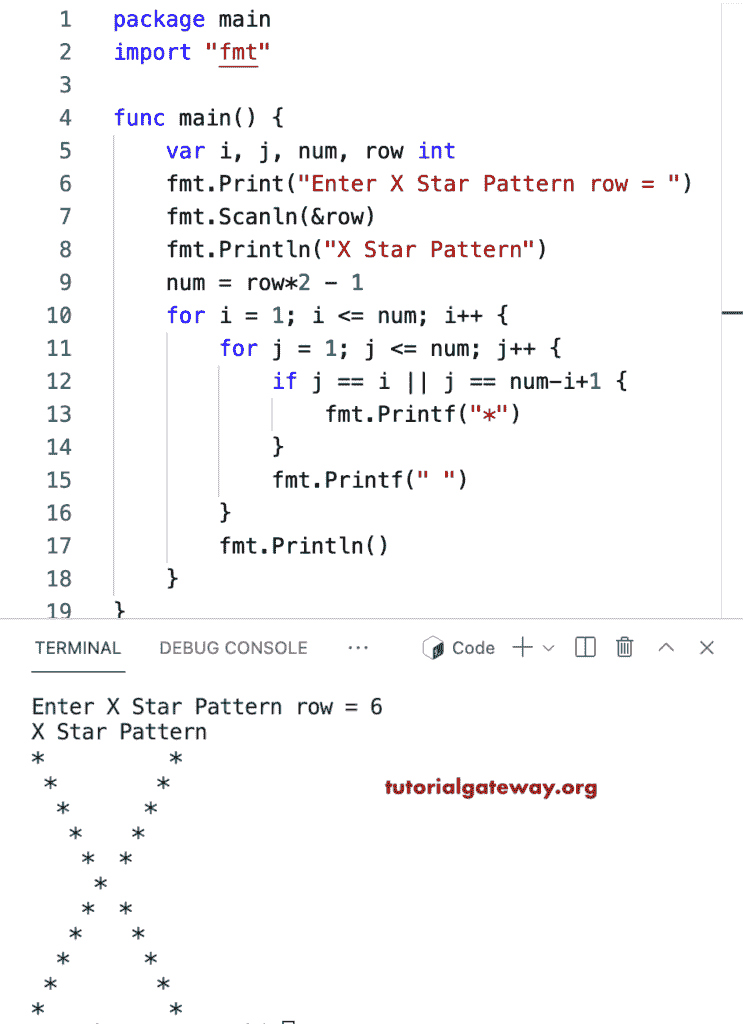 1 package main
2 import "fmt"
3
4 func main() {
5     var i, j, num, row int
6     fmt.Print("Enter X Star Pattern row = ")
7     fmt.Scanln(&row)
8     fmt.Println("X Star Pattern")
9     num = row*2 - 1
10     for i = 1; i <= num; i++ {
11         for j = 1; j <= num; j++ {
12             if j == i || j == num-i+1 {
13                 fmt.Printf("*")
14             }
15             fmt.Printf(" ")
16         }
17         fmt.Println()
18     }
19 }
TERMINAL DEBUG CONSOLE ··· Code
Enter X Star Pattern row = 6
X Star Pattern
*          *
 *        *
tutorialgateway.org
  *      *
   *    *
    *  *
     *
    *  *
   *    *
  *      *
 *        *
*          *